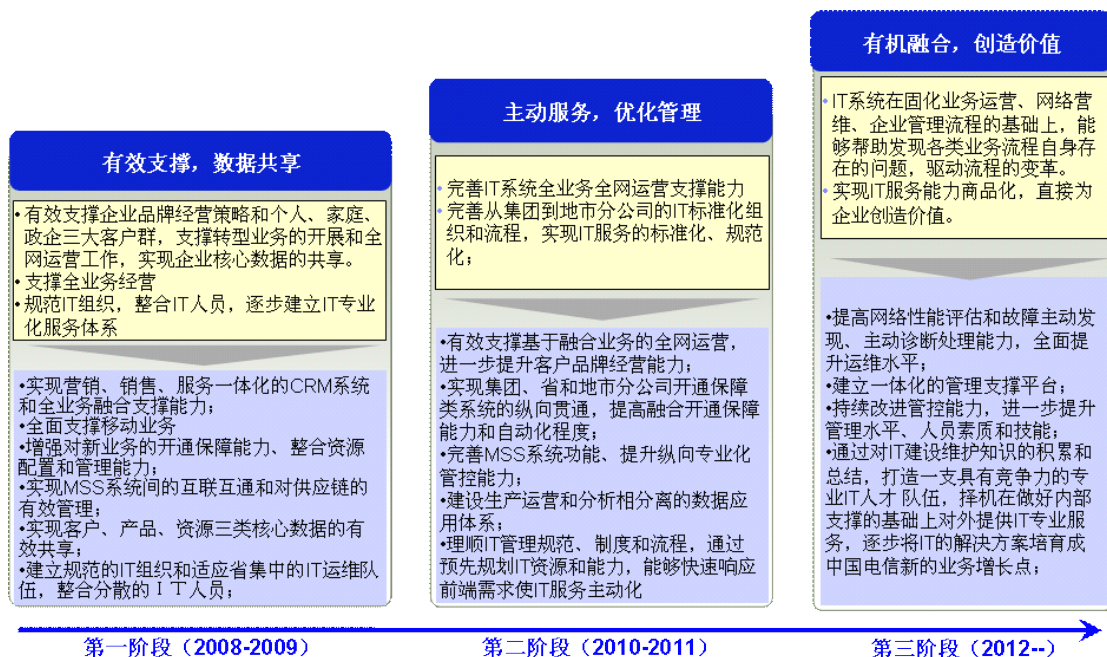 有效支撑，数据共享
•有效支撑企业品牌经营策略和个人、家庭、
政企三大客户群，支撑转型业务的开展和全
网运营工作，实现企业核心数据的共享。
•支撑全业务经营
•规范IT组织，整合IT人员，逐步建立IT专业
化服务体系
•实现营销、销售、服务一体化的CRM系统
和全业务融合支撑能力；
•全面支撑移动业务
•增强对新业务的开通保障能力、整合资源
配置和管理能力；
•实现MSS系统间的互联互通和对供应链的
有效管理；
•实现客户、产品、资源三类核心数据的有
效共享；
•建立规范的IT组织和适应省集中的IT运维队
伍，整合分散的ＩＴ人员；
第一阶段（2008-2009）
主动服务，优化管理
•完善IT系统全业务全网运营支撑能力
•完善从集团到地市分公司的IT标准化组
织和流程，实现IT服务的标准化、规范
化；
•有效支撑基于融合业务的全网运营，
进一步提升客户品牌经营能力；
•实现集团、省和地市分公司开通保障
类系统的纵向贯通，提高融合开通保障
能力和自动化程度；
•完善MSS系统功能、提升纵向专业化
管控能力；
•建设生产运营和分析相分离的数据应
用体系；
•理顺IT管理规范、制度和流程，通过
预先规划IT资源和能力，能够快速响应
前端需求使IT服务主动化
第二阶段（2010-2011）
有机融合，创造价值
•IT系统在固化业务运营、网络营
维、企业管理流程的基础上，能
够帮助发现各类业务流程自身存
在的问题，驱动流程的变革。
•实现IT服务能力商品化，直接为
企业创造价值。
•提高网络性能评估和故障主动发
现、主动诊断处理能力，全面提
升运维水平；
•建立一体化的管理支撑平台；
•持续改进管控能力，进一步提升
管理水平、人员素质和技能；
•通过对IT建设维护知识的积累和
总结，打造一支具有竞争力的专
业IT人才队伍，择机在做好内部
支撑的基础上对外提供IT专业服
务，逐步将IT的解决方案培育成
中国电信新的业务增长点；
第三阶段（2012--）